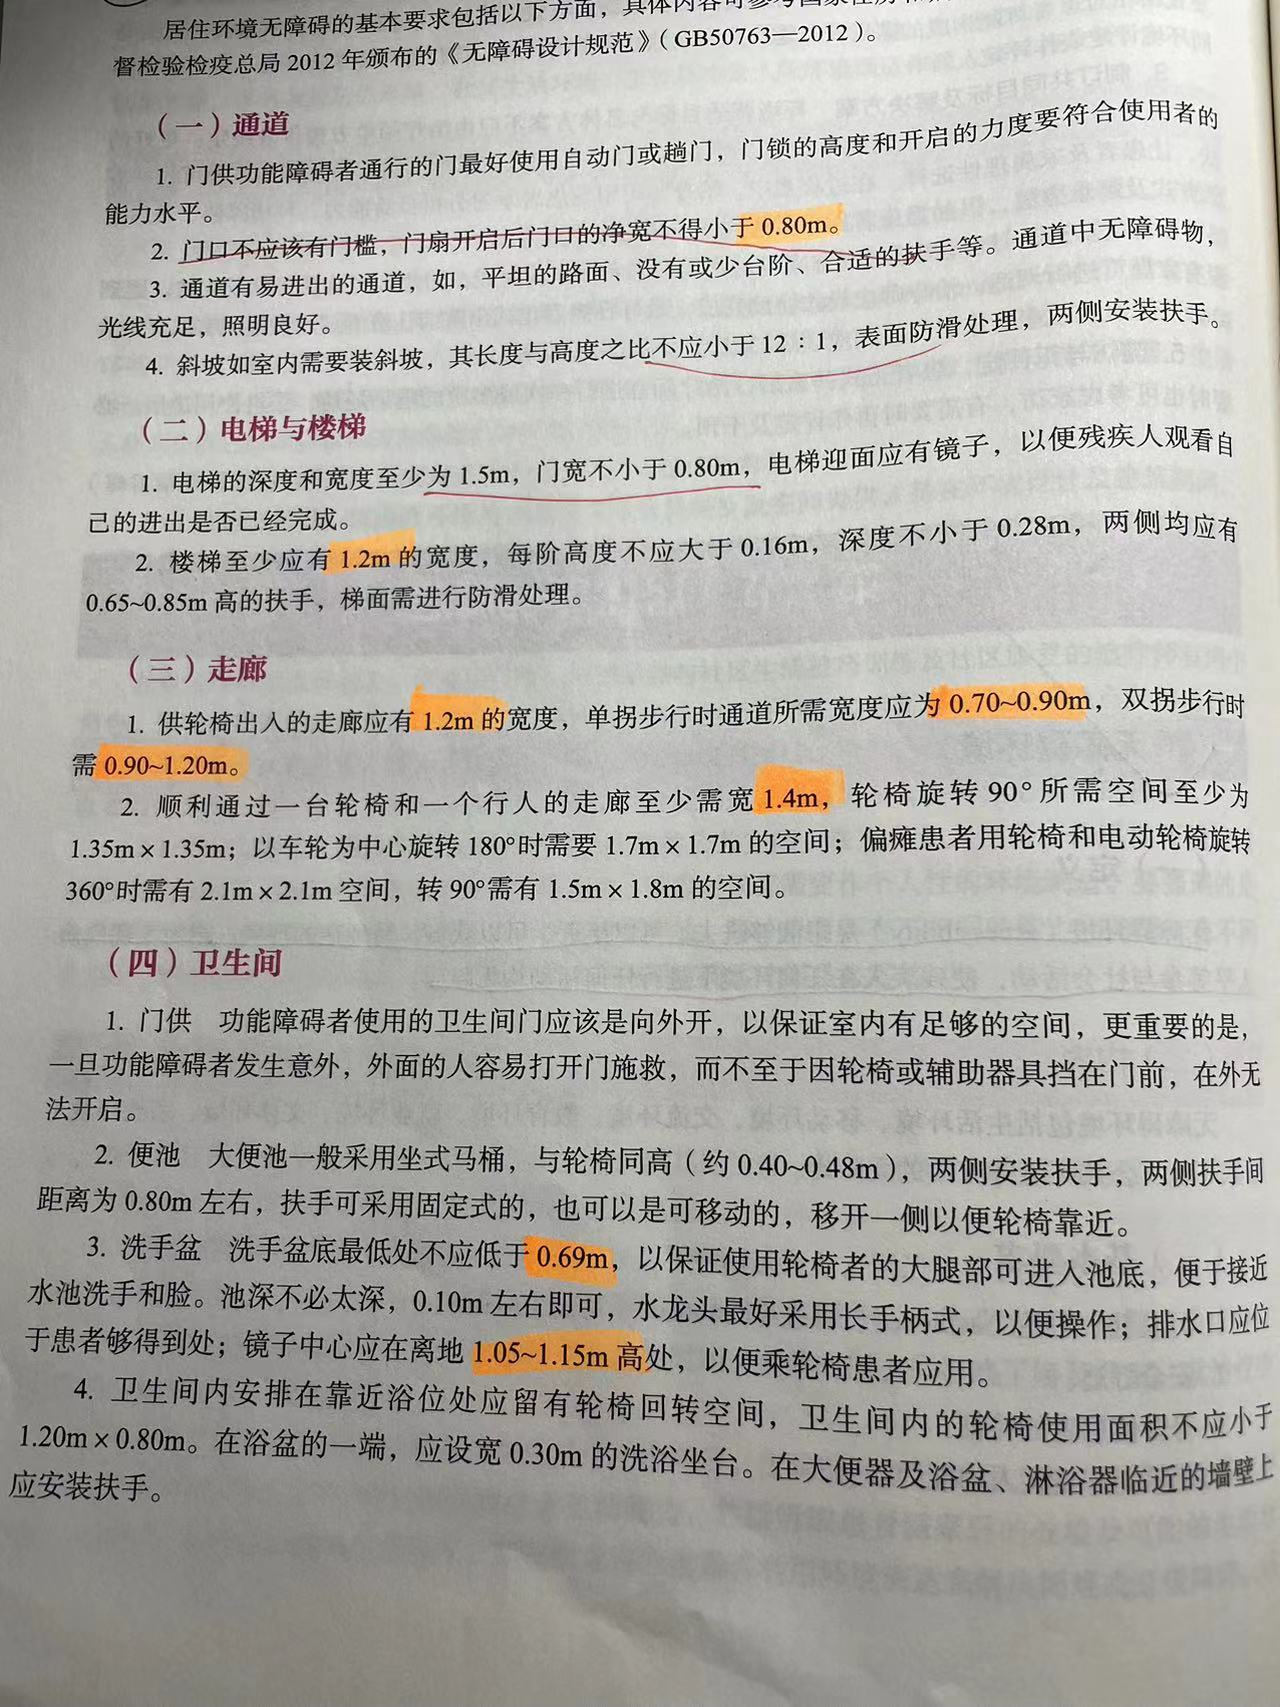 居住环境无障碍的基本要求包括以下方面，具体内容可参考国家住房和
督检验检疫总局 2012 年颁布的《无障碍设计规范》（GB50763—2012）。
（一）通道
1. 门供功能障碍者通行的门最好使用自动门或趟门，门锁的高度和开启的力度要符合使用者的
能力水平。
2. 门口不应该有门槛，门扇开启后门口的净宽不得小于 0.80m。
3. 通道有易进出的通道，如，平坦的路面、没有或少台阶、合适的扶手等。通道中无障碍物，
光线充足，照明良好。
4. 斜坡如室内需要装斜坡，其长度与高度之比不应小于 12：1，表面防滑处理，两侧安装扶手。
（二）电梯与楼梯
1. 电梯的深度和宽度至少为 1.5m，门宽不小于 0.80m，电梯迎面应有镜子，以便残疾人观看自
己的进出是否已经完成。
2. 楼梯至少应有 1.2m 的宽度，每阶高度不应大于 0.16m，深度不小于 0.28m，两侧均应有
0.65~0.85m 高的扶手，梯面需进行防滑处理。
（三）走廊
1. 供轮椅出入的走廊应有 1.2m 的宽度，单拐步行时通道所需宽度应为 0.70~0.90m，双拐步行时
需 0.90~1.20m。
2. 顺利通过一台轮椅和一个行人的走廊至少需宽 1.4m，轮椅旋转 90°所需空间至少为
1.35m × 1.35m；以车轮为中心旋转 180°时需要 1.7m × 1.7m 的空间；偏瘫患者用轮椅和电动轮椅旋转
360°时需有 2.1m × 2.1m 空间，转 90°需有 1.5m × 1.8m 的空间。
（四）卫生间
1. 门供　功能障碍者使用的卫生间门应该是向外开，以保证室内有足够的空间，更重要的是，
一旦功能障碍者发生意外，外面的人容易打开门施救，而不至于因轮椅或辅助器具挡在门前，在外无
法开启。
2. 便池　大便池一般采用坐式马桶，与轮椅同高（约 0.40~0.48m），两侧安装扶手，两侧扶手间
距离为 0.80m 左右，扶手可采用固定式的，也可以是可移动的，移开一侧以便轮椅靠近。
3. 洗手盆　洗手盆底最低处不应低于 0.69m，以保证使用轮椅者的大腿部可进入池底，便于接近
水池洗手和脸。池深不必太深，0.10m 左右即可，水龙头最好采用长手柄式，以便操作；排水口应位
于患者够得到处；镜子中心应在离地 1.05~1.15m 高处，以便乘轮椅患者应用。
4. 卫生间内安排在靠近浴位处应留有轮椅回转空间，卫生间内的轮椅使用面积不应小于
1.20m × 0.80m。在浴盆的一端，应设宽 0.30m 的洗浴坐台。在大便器及浴盆、淋浴器临近的墙壁上
应安装扶手。